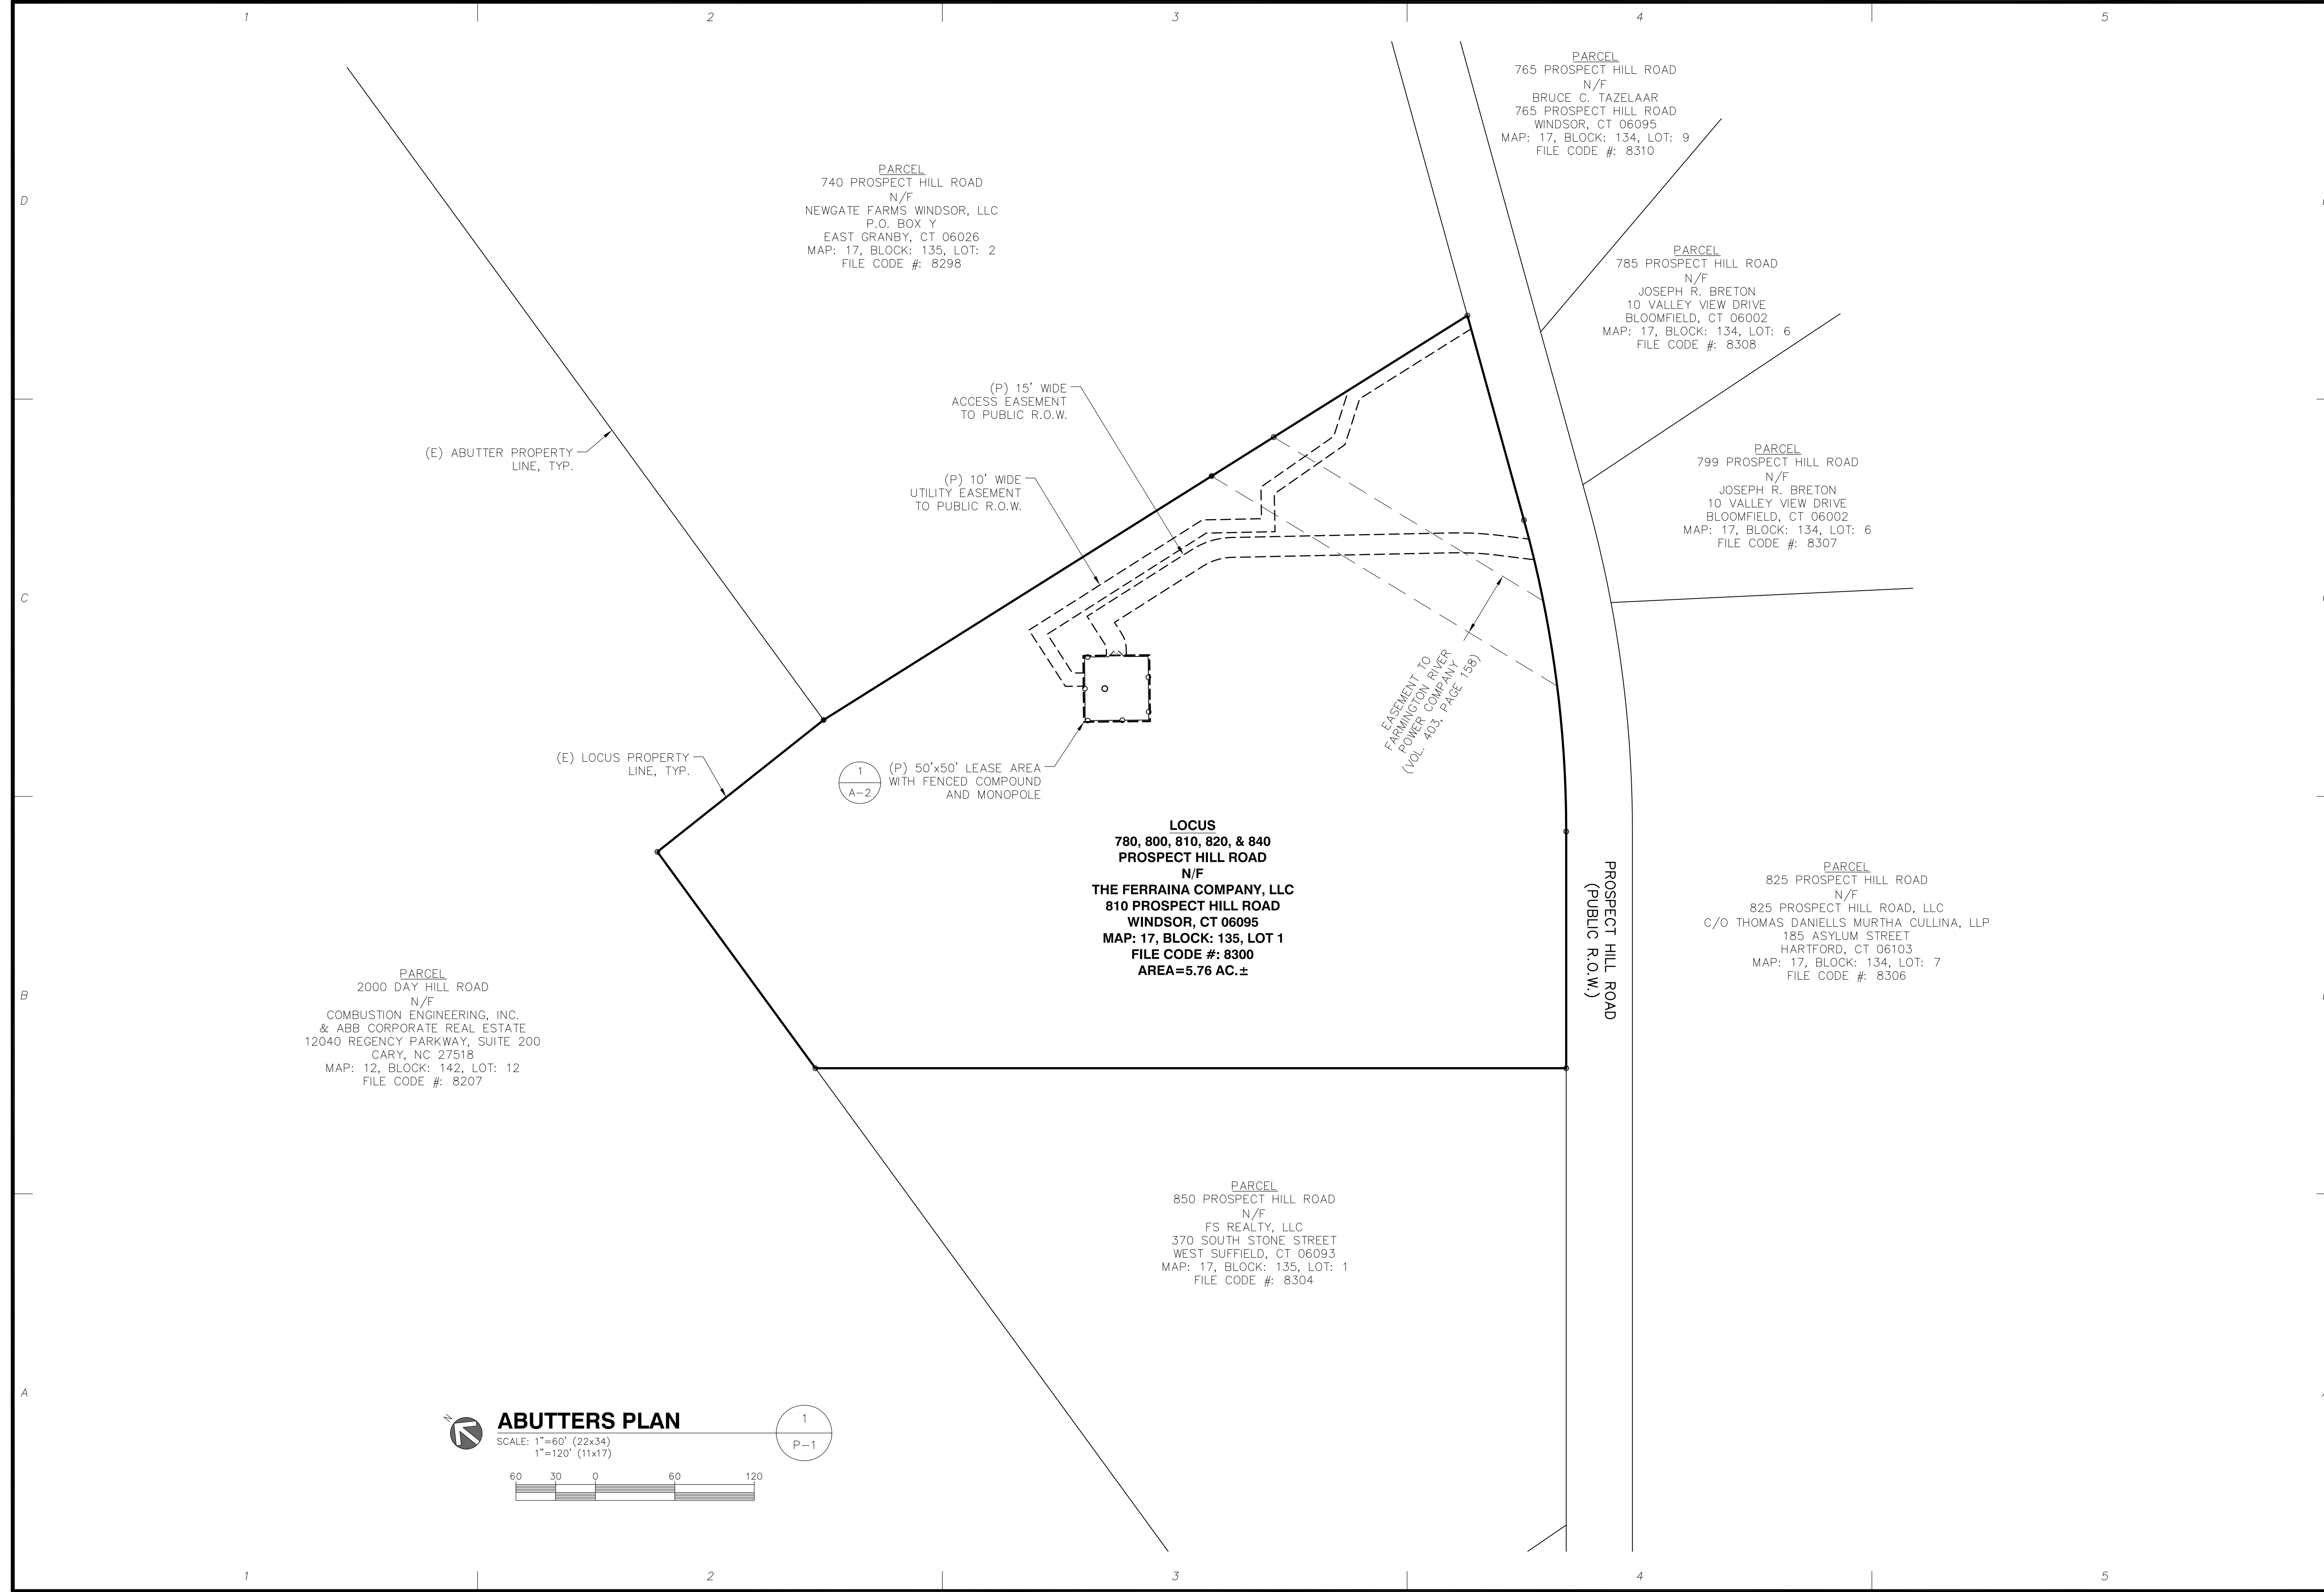 1 2 3 4 5
D
C
B
A
PARCEL
765 PROSPECT HILL ROAD
N/F
BRUCE C. TAZELAAR
765 PROSPECT HILL ROAD
WINDSOR, CT 06095
MAP: 17, BLOCK: 134, LOT: 9
FILE CODE #: 8310
PARCEL
740 PROSPECT HILL ROAD
N/F
NEWGATE FARMS WINDSOR, LLC
P.O. BOX Y
EAST GRANBY, CT 06026
MAP: 17, BLOCK: 135, LOT: 2
FILE CODE #: 8298
PARCEL
785 PROSPECT HILL ROAD
N/F
JOSEPH R. BRETON
10 VALLEY VIEW DRIVE
BLOOMFIELD, CT 06002
MAP: 17, BLOCK: 134, LOT: 6
FILE CODE #: 8308
(P) 15' WIDE
ACCESS EASEMENT
TO PUBLIC R.O.W.
(E) ABUTTER PROPERTY
LINE, TYP.
(P) 10' WIDE
UTILITY EASEMENT
TO PUBLIC R.O.W.
PARCEL
799 PROSPECT HILL ROAD
N/F
JOSEPH R. BRETON
10 VALLEY VIEW DRIVE
BLOOMFIELD, CT 06002
MAP: 17, BLOCK: 134, LOT: 6
FILE CODE #: 8307
EASEMENT TO
FARMINGTON RIVER
POWER COMPANY
(VOL. 403, PAGE 158)
(E) LOCUS PROPERTY
LINE, TYP.
1
A-2
(P) 50'x50' LEASE AREA
WITH FENCED COMPOUND
AND MONOPOLE
LOCUS
780, 800, 810, 820, & 840
PROSPECT HILL ROAD
N/F
THE FERRAINA COMPANY, LLC
810 PROSPECT HILL ROAD
WINDSOR, CT 06095
MAP: 17, BLOCK: 135, LOT 1
FILE CODE #: 8300
AREA=5.76 AC.±
PROSPECT HILL ROAD
(PUBLIC R.O.W.)
PARCEL
825 PROSPECT HILL ROAD
N/F
825 PROSPECT HILL ROAD, LLC
C/O THOMAS DANIELLS MURTHA CULLINA, LLP
185 ASYLUM STREET
HARTFORD, CT 06103
MAP: 17, BLOCK: 134, LOT: 7
FILE CODE #: 8306
PARCEL
2000 DAY HILL ROAD
N/F
COMBUSTION ENGINEERING, INC.
& ABB CORPORATE REAL ESTATE
12040 REGENCY PARKWAY, SUITE 200
CARY, NC 27518
MAP: 12, BLOCK: 142, LOT: 12
FILE CODE #: 8207
PARCEL
850 PROSPECT HILL ROAD
N/F
FS REALTY, LLC
370 SOUTH STONE STREET
WEST SUFFIELD, CT 06093
MAP: 17, BLOCK: 135, LOT: 1
FILE CODE #: 8304
N
ABUTTERS PLAN
SCALE: 1"=60' (22x34)
1"=120' (11x17)
1
P-1
60 30 0 60 120
1 2 3 4 5